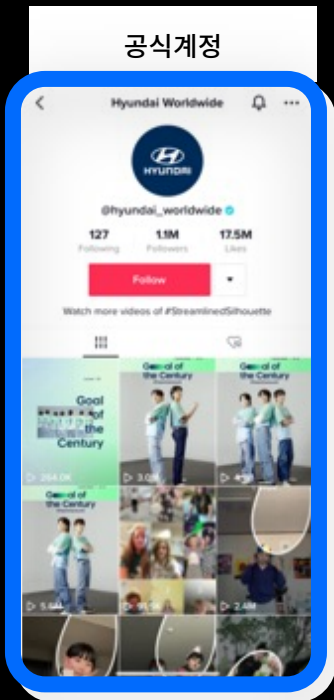 공식계정
Hyundai Worldwide
HYUNDAI
@hyundai_worldwide
127
1.1M
17.5M
Following
Followers
Likes
Follow
Watch more videos of #StreamlinedSilhouette
Goal
of
the
Century
264.0K
Goal of
the Century
3.0M
Goal of
the Century
Goal of
the Century
2.4M